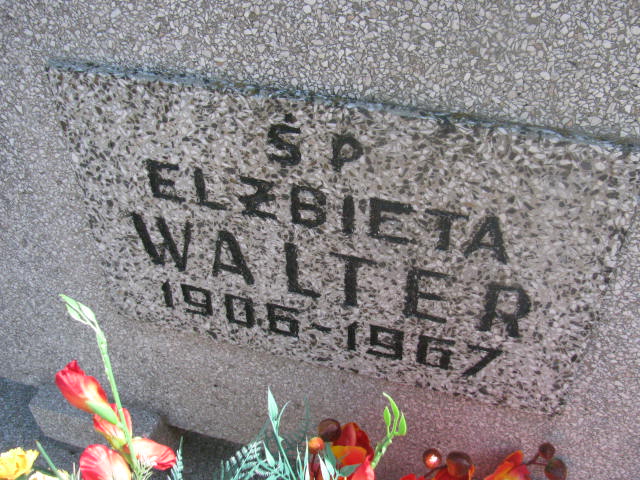 ŚP
ELŻBIETA
WALTER
1906-1967